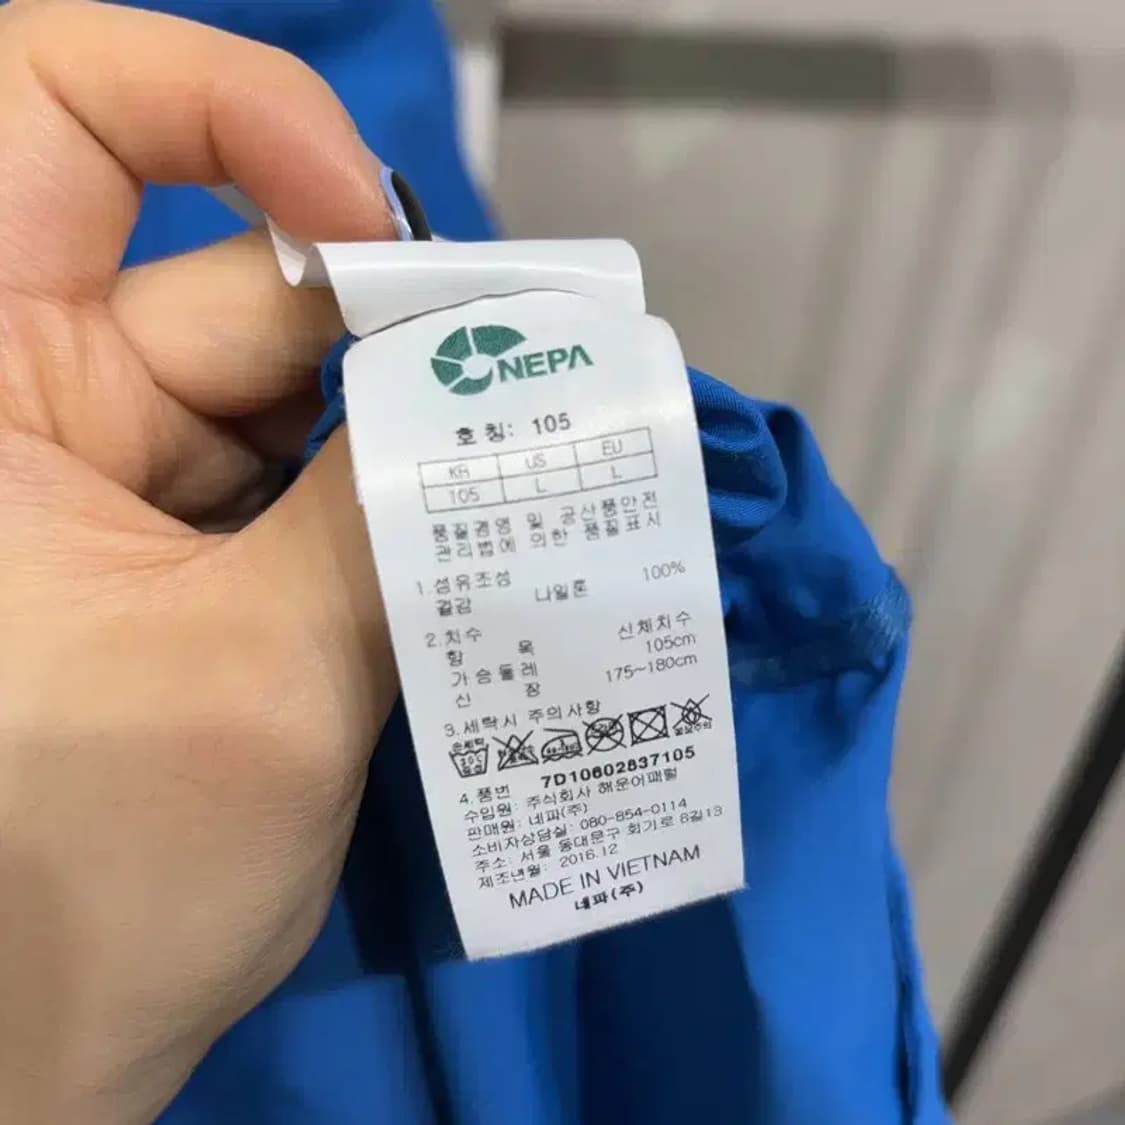 NEPA
호 칭: 105
KR US EU
105 L L
품질경영 및 공산품안전
관리법에 의한 품질표시
1.섬유조성
겉감 나일론 100%
2.치수
항 목 신체치수
가슴둘레 105cm
신 장 175~180cm
3.세탁시 주의사항
손세탁
30℃
4.품번 7D10602837105
수입원: 주식회사 해운어패럴
판매원: 네파(주)
소비자상담실: 080-854-0114
주소: 서울 동대문구 회기로 8길13
제조년월: 2016.12
MADE IN VIETNAM
네파(주)